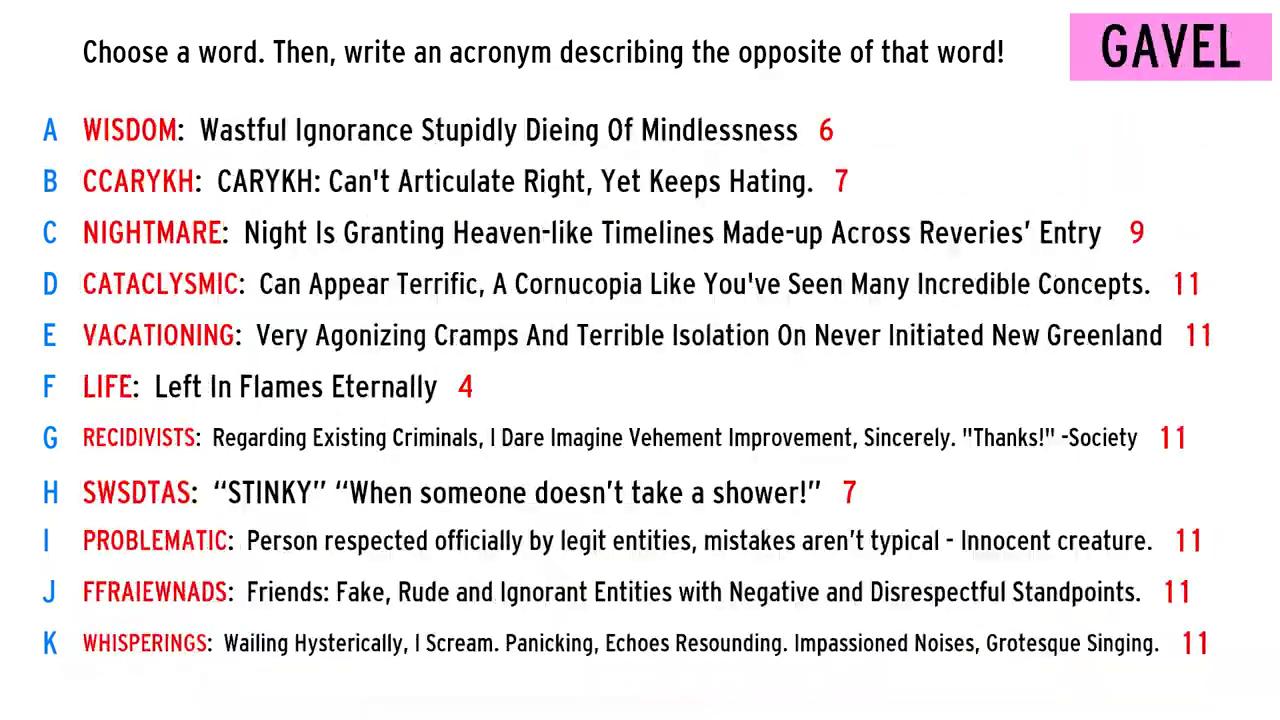 Choose a word. Then, write an acronym describing the opposite of that word!
GAVEL
A WISDOM: Wastful Ignorance Stupidly Dieing Of Mindlessness 6
B CCARYKH: CARYKH: Can't Articulate Right, Yet Keeps Hating. 7
C NIGHTMARE: Night Is Granting Heaven-like Timelines Made-up Across Reveries’ Entry 9
D CATACLYSMIC: Can Appear Terrific, A Cornucopia Like You've Seen Many Incredible Concepts. 11
E VACATIONING: Very Agonizing Cramps And Terrible Isolation On Never Initiated New Greenland 11
F LIFE: Left In Flames Eternally 4
G RECIDIVISTS: Regarding Existing Criminals, I Dare Imagine Vehement Improvement, Sincerely. "Thanks!" -Society 11
H SWSDTAS: “STINKY” “When someone doesn’t take a shower!” 7
I PROBLEMATIC: Person respected officially by legit entities, mistakes aren’t typical - Innocent creature. 11
J FFRAIEWNADS: Friends: Fake, Rude and Ignorant Entities with Negative and Disrespectful Standpoints. 11
K WHISPERINGS: Wailing Hysterically, I Scream. Panicking, Echoes Resounding. Impassioned Noises, Grotesque Singing. 11